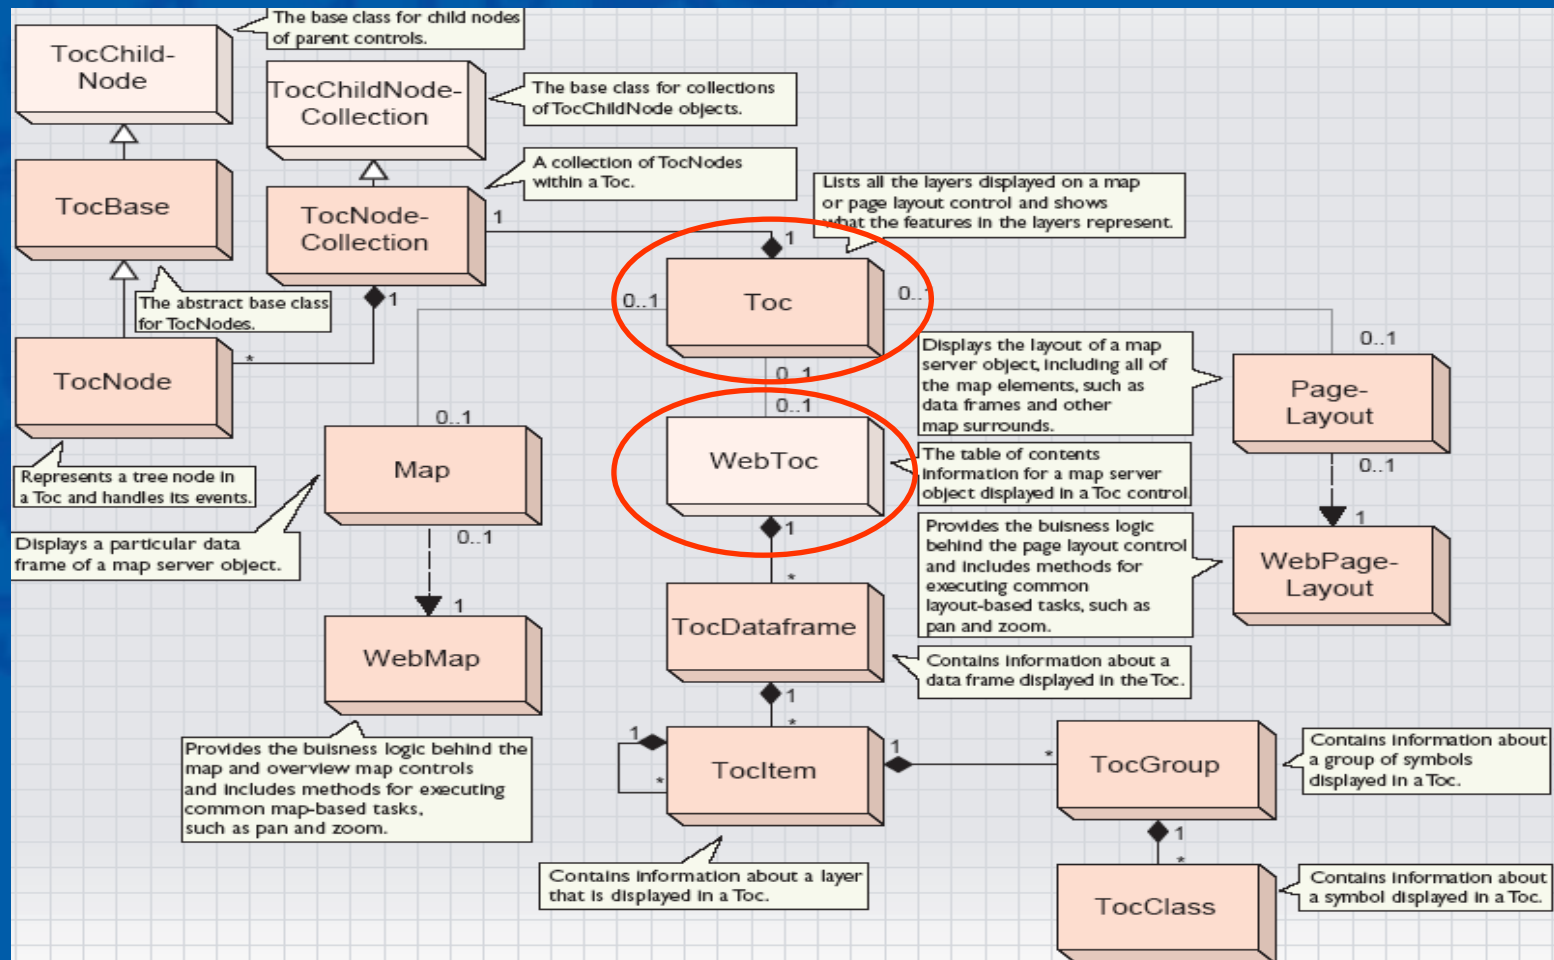 The base class for child nodes
of parent controls.
TocChild-
Node
TocChildNode-
Collection
The base class for collections
of TocChildNode objects.
A collection of TocNodes
within a Toc.
Lists all the layers displayed on a map
or page layout control and shows
what the features in the layers represent.
TocBase
TocNode-
Collection
1
1
The abstract base class
for TocNodes.
1
*
0..1
Toc
0..1
TocNode
0..1
0..1
Displays the layout of a map
server object, including all of
the map elements, such as
data frames and other
map surrounds.
0..1
Page-
Layout
0..1
Represents a tree node in
a Toc and handles its events.
0..1
Map
0..1
WebToc
The table of contents
information for a map server
object displayed in a Toc control
Displays a particular data
frame of a map server object.
1
1
*
Provides the buisness logic
behind the page layout control
and includes methods for
executing common
layout-based tasks, such as
pan and zoom.
1
WebPage-
Layout
WebMap
TocDataframe
Contains information about a
data frame displayed in the Toc.
1
*
Provides the buisness logic behind the
map and overview map controls
and includes methods for executing
common map-based tasks,
such as pan and zoom.
1
*
TocItem
1
*
TocGroup
Contains information about
a group of symbols
displayed in a Toc.
Contains information about a layer
that is displayed in a Toc.
1
*
TocClass
Contains information about
a symbol displayed in a Toc.